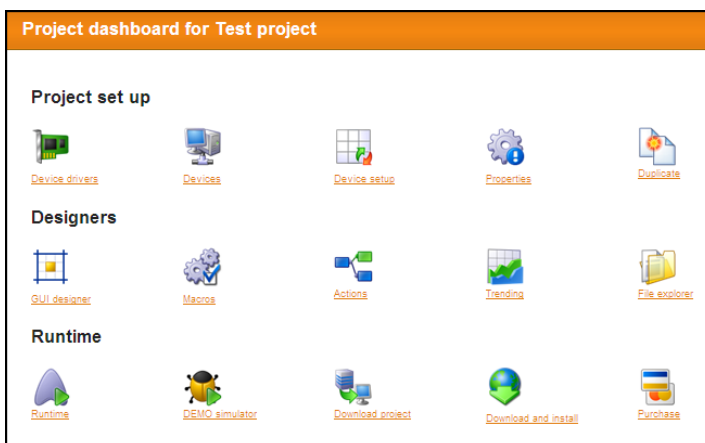 Project dashboard for Test project
Project set up
Device drivers
Devices
Device setup
Properties
Duplicate
Designers
GUI designer
Macros
Actions
Trending
File explorer
Runtime
Runtime
DEMO simulator
Download project
Download and install
Purchase